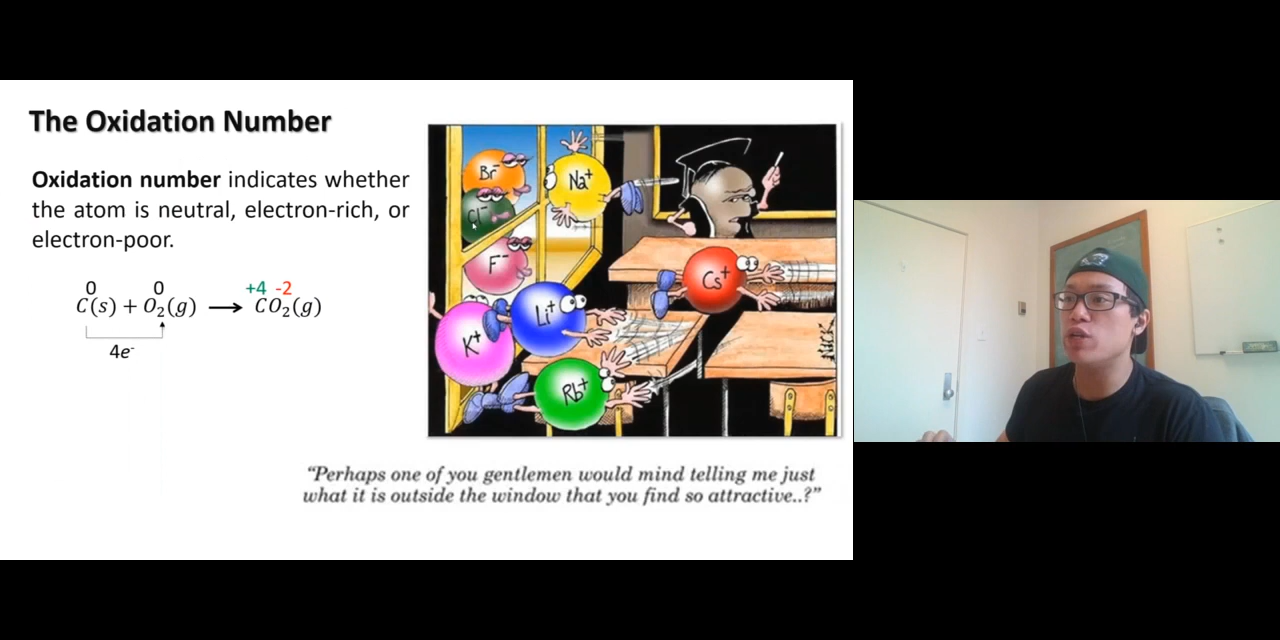 The Oxidation Number
Oxidation number indicates whether
the atom is neutral, electron-rich, or
electron-poor.
0 0 +4 -2
C(s) + O₂(g) ⟶ CO₂(g)
4e⁻
Br⁻
Na⁺
Cl⁻
F⁻
Cs⁺
Li⁺
K⁺
Rb⁺
“Perhaps one of you gentlemen would mind telling me just
what it is outside the window that you find so attractive..?”